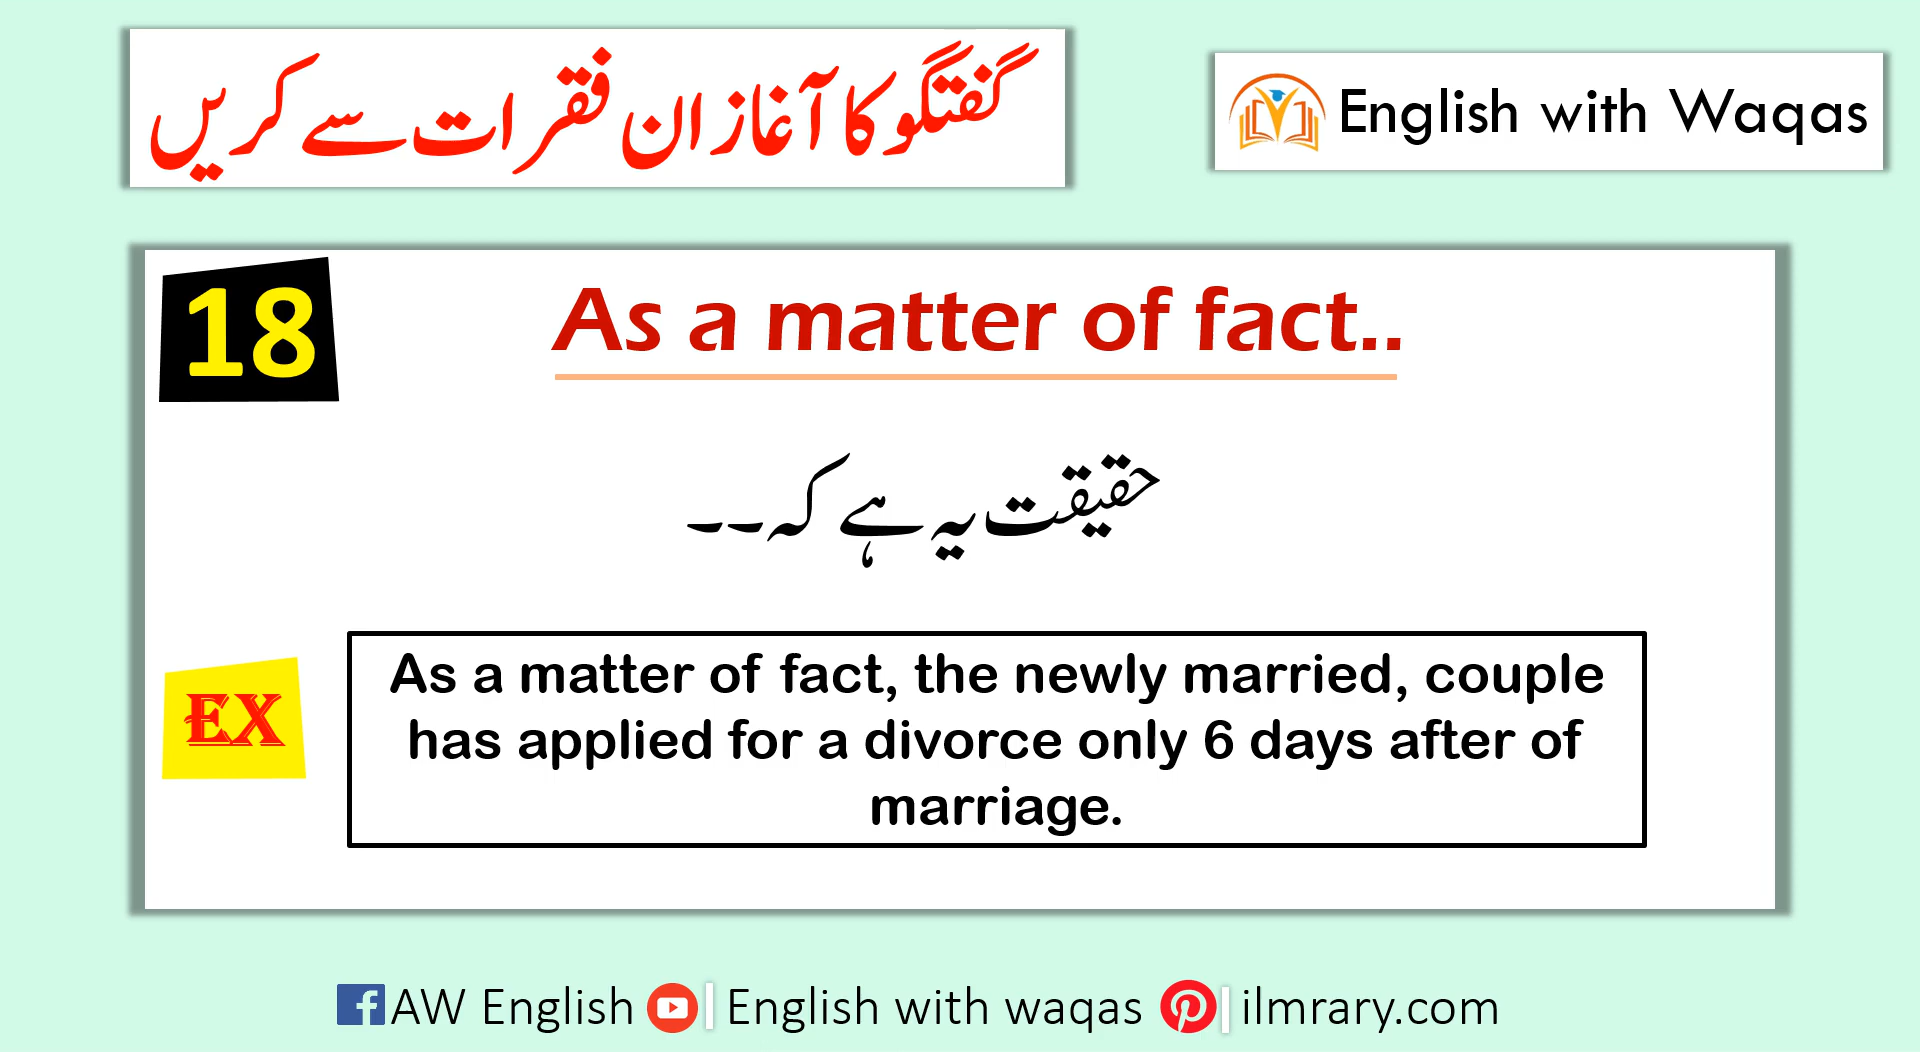 گفتگو کا آغاز ان فقرات سے کریں
English with Waqas
18
As a matter of fact..
حقیقت یہ ہے کہ۔۔
EX
As a matter of fact, the newly married, couple
has applied for a divorce only 6 days after of
marriage.
AW English | English with waqas | ilmrary.com